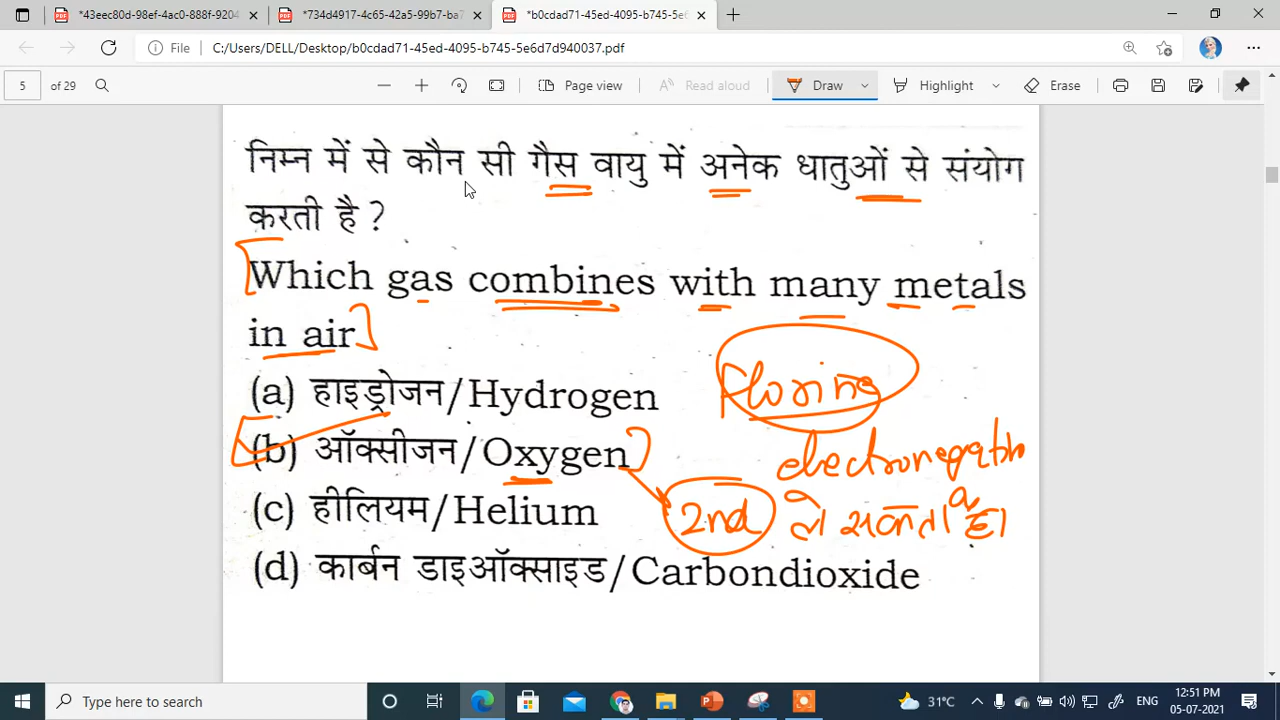 *43eec80d-98ef-4ac0-888f-9204
*734d4917-4c65-42a5-99b7-ba7
*b0cdad71-45ed-4095-b745-5e6
File
C:/Users/DELL/Desktop/b0cdad71-45ed-4095-b745-5e6d7d940037.pdf
5 of 29
Page view
Read aloud
Draw
Highlight
Erase
निम्न में से कौन सी गैस वायु में अनेक धातुओं से संयोग
करती है ?
Which gas combines with many metals
in air
(a) हाइड्रोजन/Hydrogen
Florine
(b) ऑक्सीजन/Oxygen
electronegative
(c) हीलियम/Helium
2nd ले सकता है।
(d) कार्बन डाइऑक्साइड/Carbondioxide
Type here to search
31°C
ENG
12:51 PM
05-07-2021